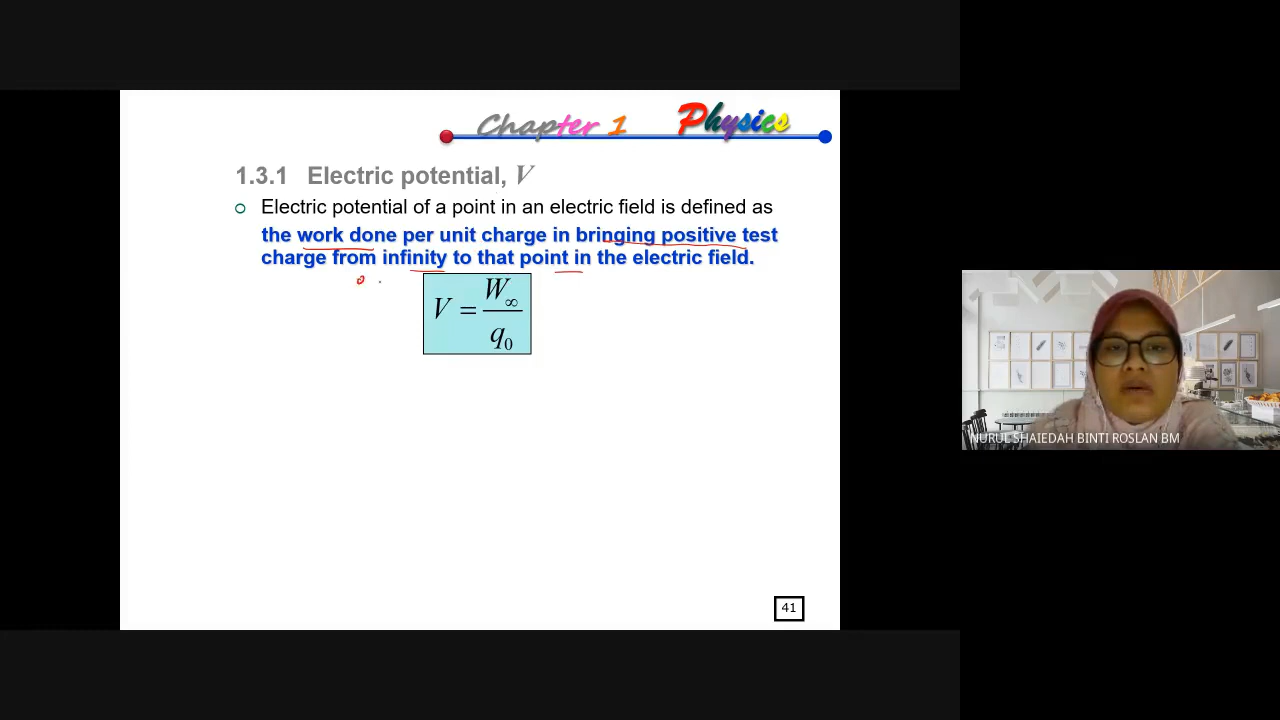 Chapter 1 Physics
1.3.1 Electric potential, V
Electric potential of a point in an electric field is defined as
the work done per unit charge in bringing positive test
charge from infinity to that point in the electric field.
V = W∞ / q₀
NURUL SHAIEDAH BINTI ROSLAN BM
41